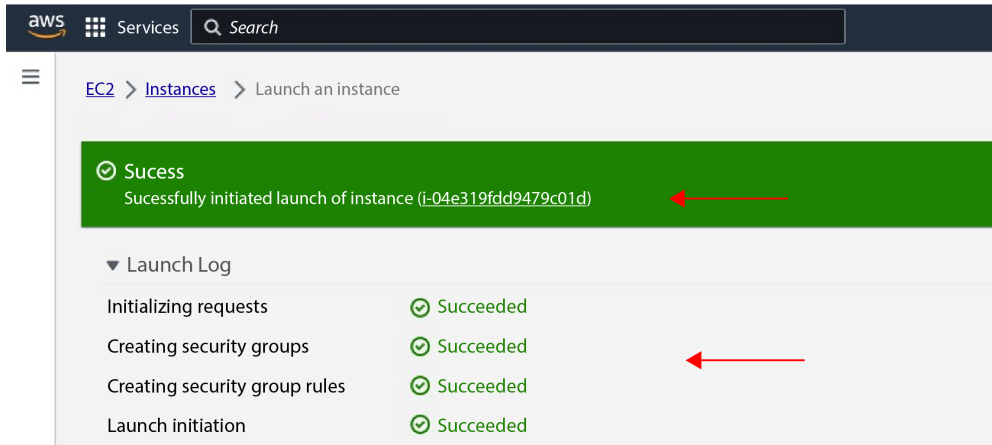 aws Services Search
EC2 > Instances > Launch an instance
Sucess
Sucessfully initiated launch of instance (i-04e319fdd9479c01d)
Launch Log
Initializing requests Succeeded
Creating security groups Succeeded
Creating security group rules Succeeded
Launch initiation Succeeded